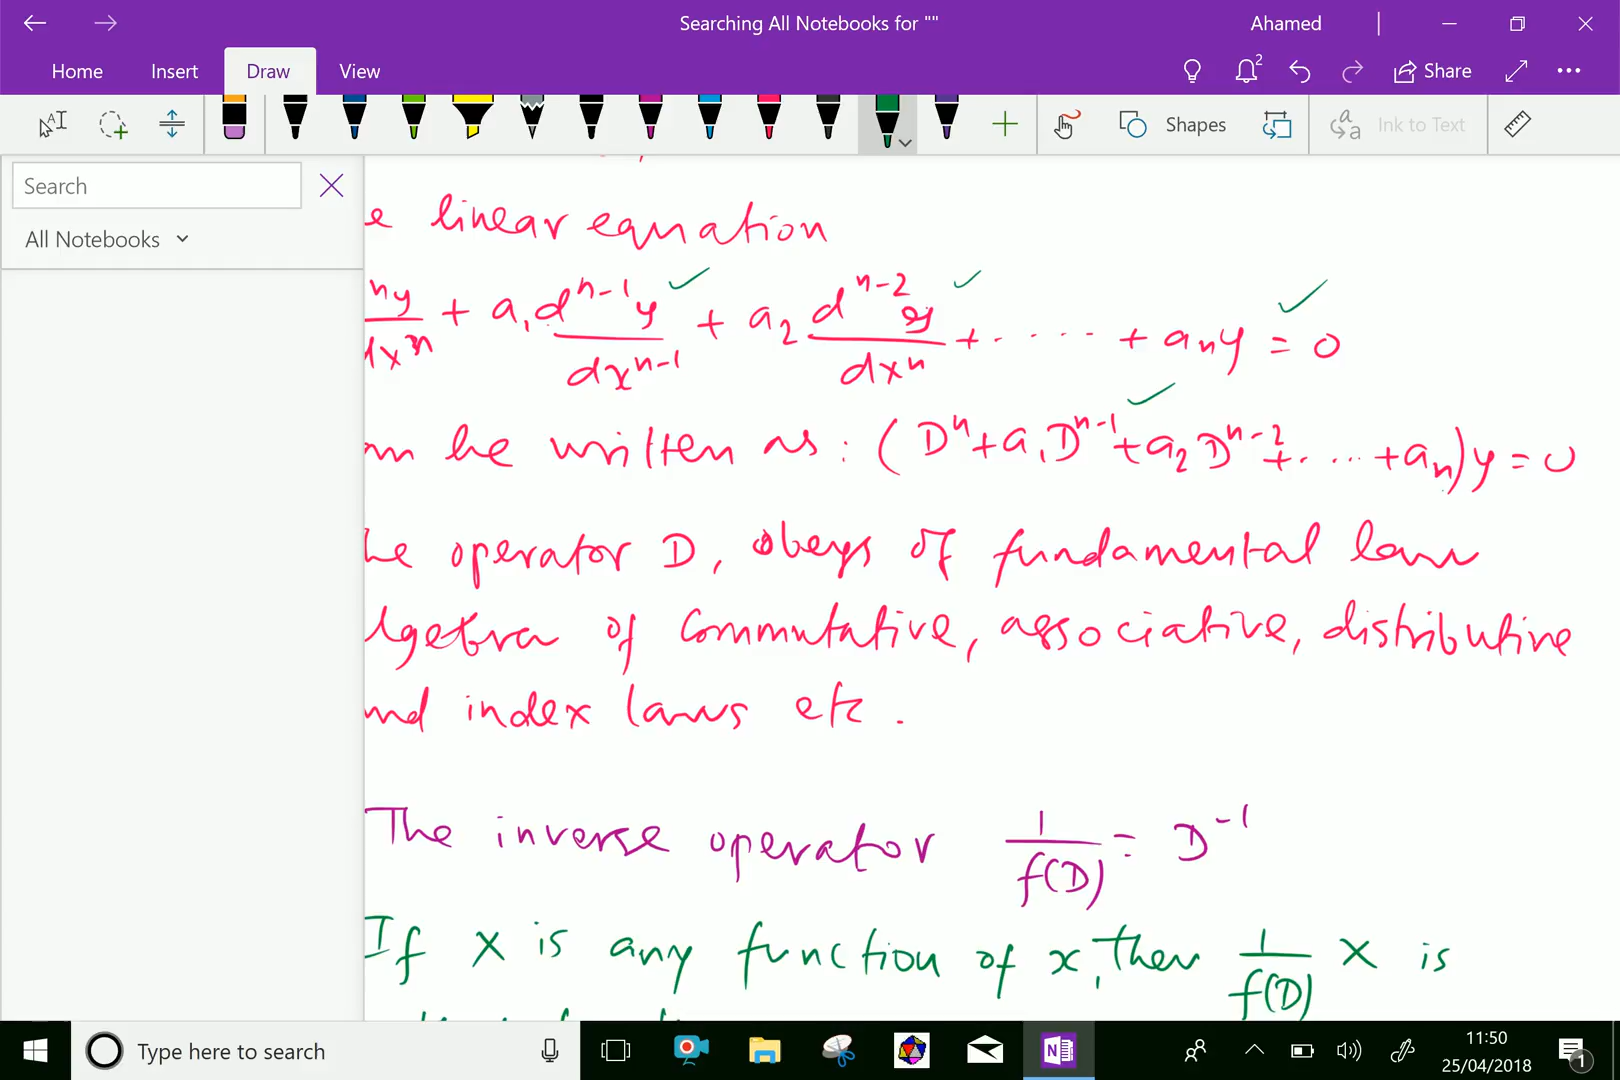 Searching All Notebooks for ""
Ahamed
Home Insert Draw View
2
Share
Shapes
Ink to Text
Search
All Notebooks
e linear equation
ⁿy/dxⁿ + a₁ dⁿ⁻¹y/dxⁿ⁻¹ + a₂ dⁿ⁻²y/dxⁿ + ..... + aₙy = 0
be written as : (Dⁿ + a₁Dⁿ⁻¹ + a₂Dⁿ⁻² + ..... + aₙ)y = 0
he operator D, obeys of fundamental law
lgebra of Commutative, associative, distributive
nd index laws etc.
The inverse operator 1/f(D) = D⁻¹
If X is any function of x, then 1/f(D) X is
Type here to search
11:50
25/04/2018
1